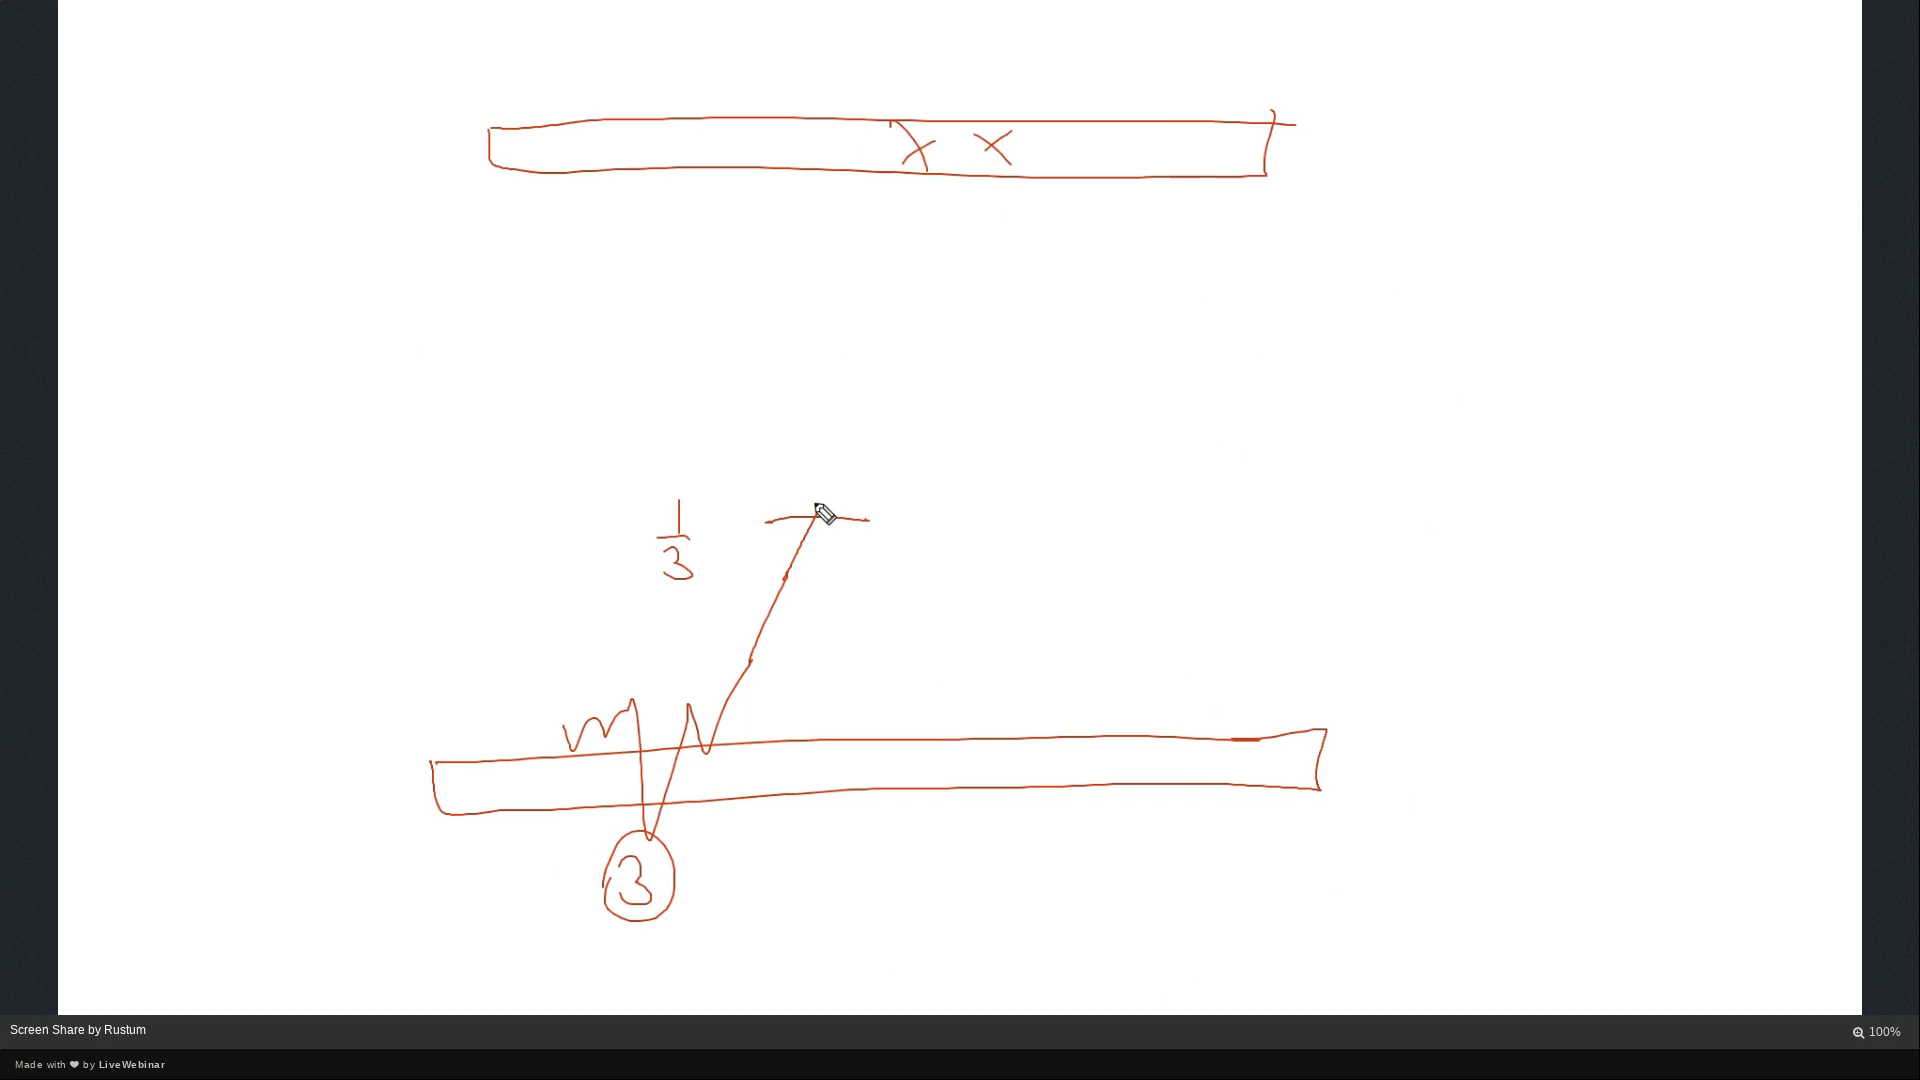 X X
1
3
3
Screen Share by Rustum
100%
Made with ❤ by LiveWebinar